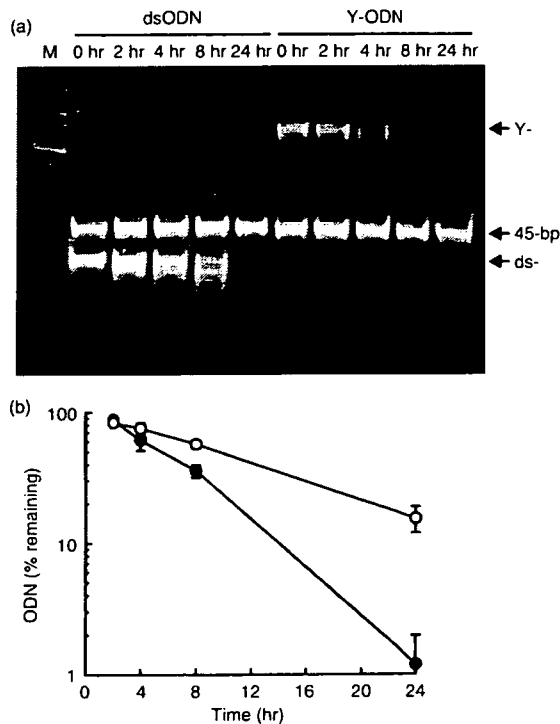 (a)
dsODN Y-ODN
M 0 hr 2 hr 4 hr 8 hr 24 hr 0 hr 2 hr 4 hr 8 hr 24 hr
Y-
45-bp
ds-
(b)
ODN (% remaining)
100
10
1
0 4 8 12 16 20 24
Time (hr)